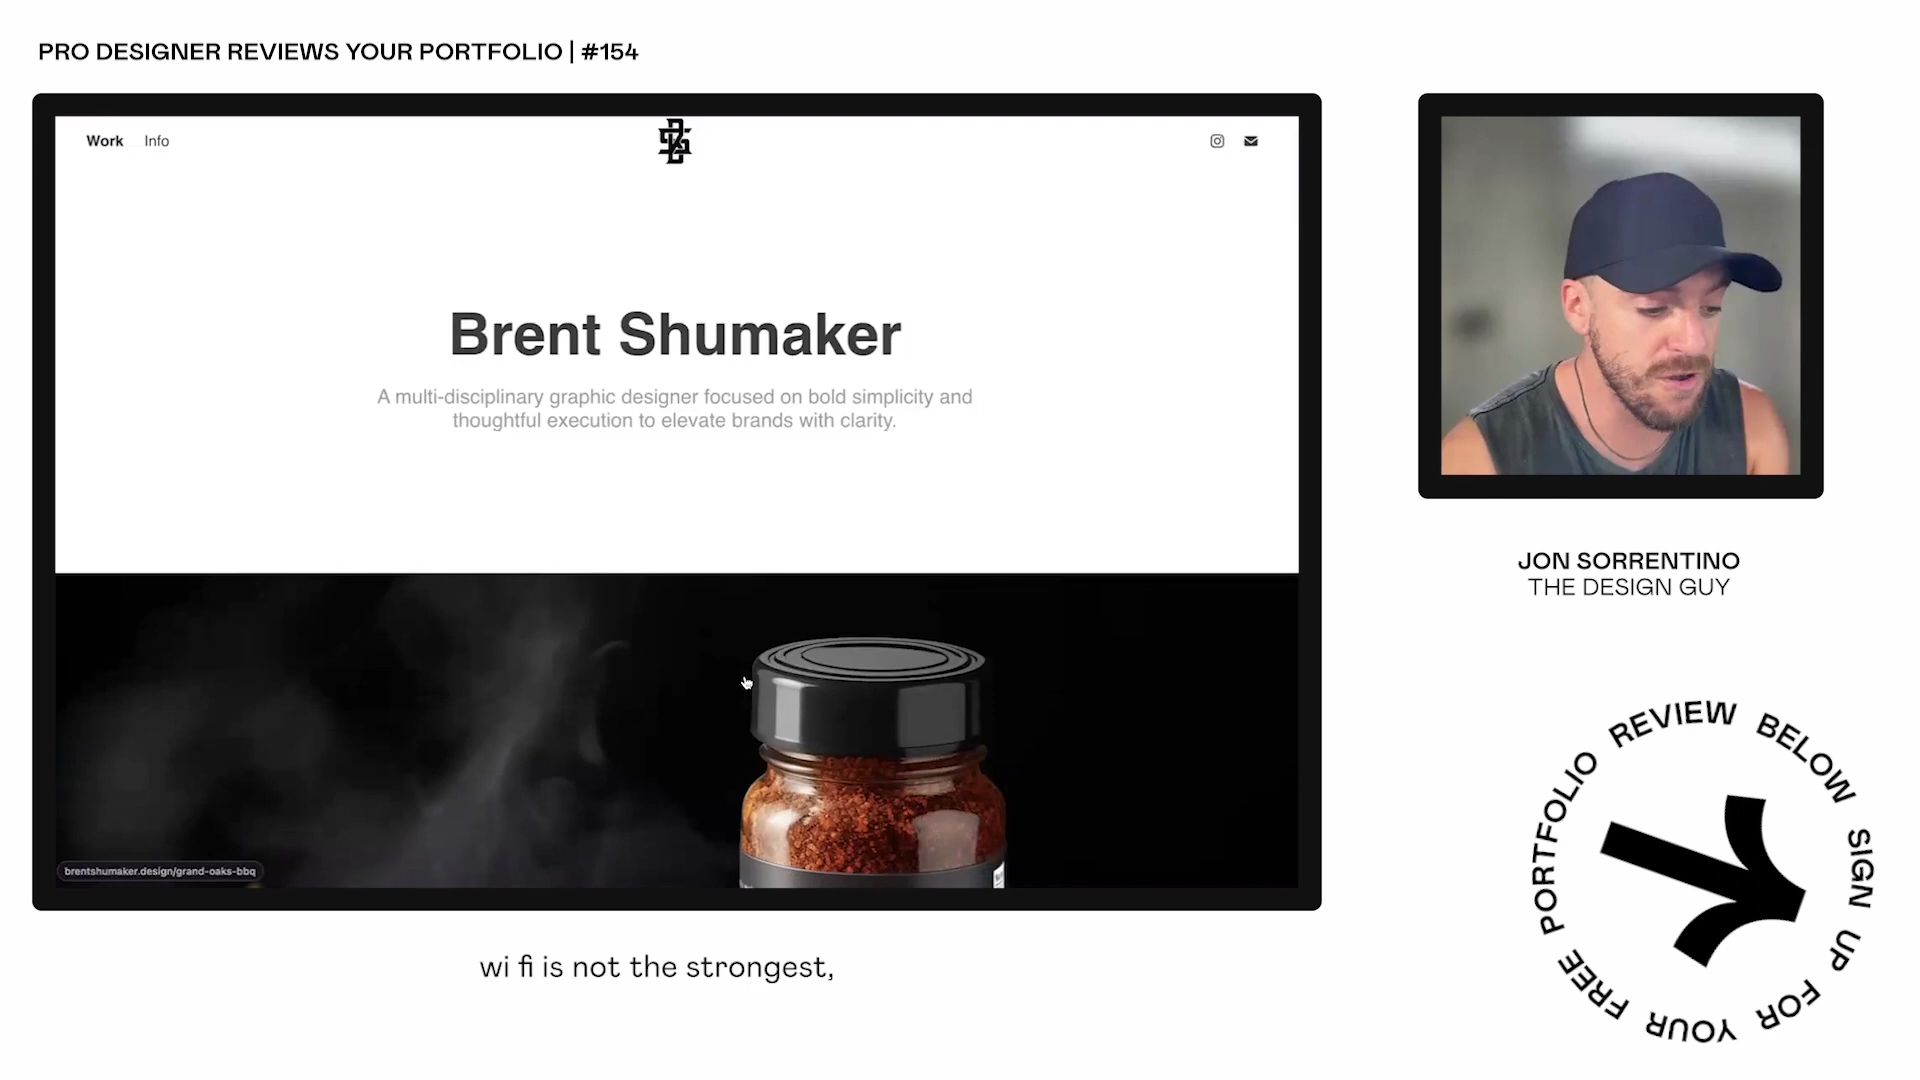 PRO DESIGNER REVIEWS YOUR PORTFOLIO | #154
Work Info
Brent Shumaker
A multi-disciplinary graphic designer focused on bold simplicity and
thoughtful execution to elevate brands with clarity.
brentshumaker.design/grand-oaks-bbq
wi fi is not the strongest,
JON SORRENTINO
THE DESIGN GUY
SIGN UP FOR YOUR FREE PORTFOLIO REVIEW BELOW